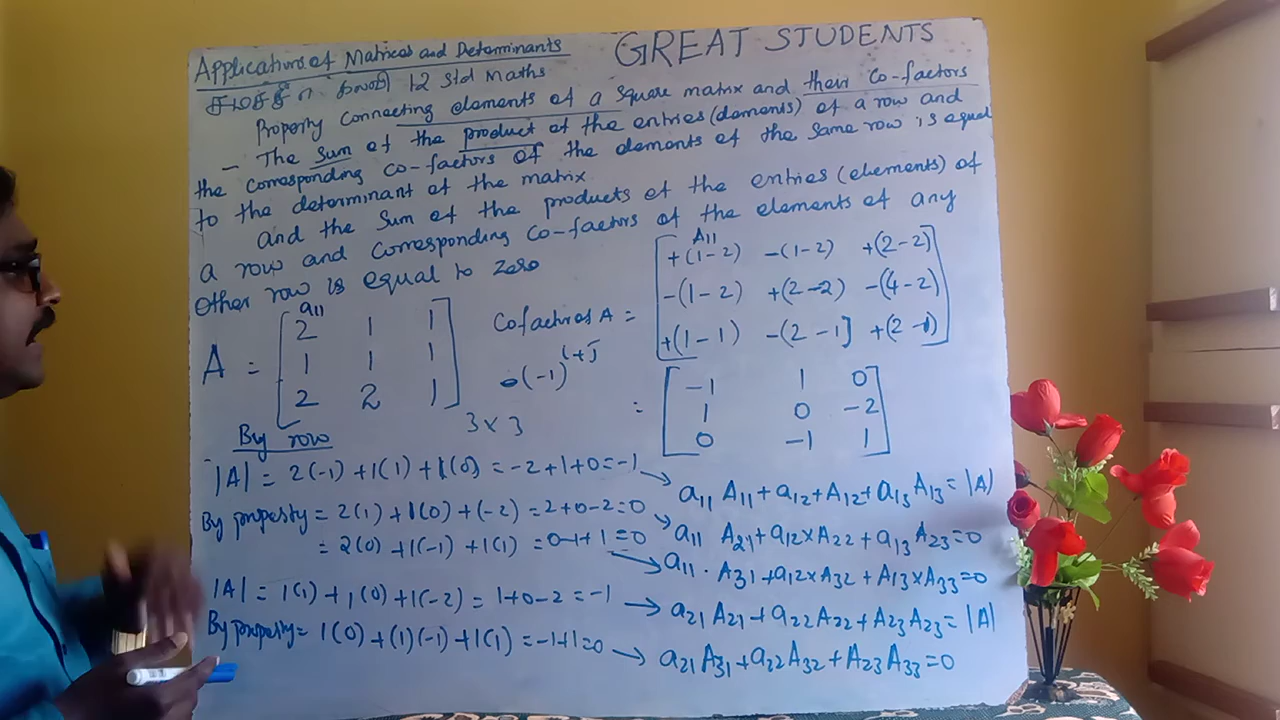 GREAT STUDENTS
Applications of Matrices and Determinants
12 Std Maths
Property Connecting elements of a square matrix and their Co-factors
- The Sum of the product of the entries (elements) of a row and
the corresponding co-factors of the elements of the same row is equal
to the determinant of the matrix
and the Sum of the products of the entries (elements) of
a row and corresponding Co-factors of the elements of any
Other row is equal to Zero
a11
A = [2 1 1
1 1 1
2 2 1] 3 × 3
Cofactros A = [+(1-2) -(1-2) +(2-2)
A11
-(1-2) +(2-2) -(4-2)
+(1-1) -(2-1] +(2-1)]
(-1)^i+j
= [-1 1 0
1 0 -2
0 -1 1]
By row
|A| = 2(-1) + 1(1) + 1(0) = -2+1+0 = -1 → a11 A11 + a12 + A12 + a13 A13 = |A|
By property = 2(1) + 1(0) + (-2) = 2+0-2 = 0 → a11 A21 + a12 × A22 + a13 A23 = 0
= 2(0) + 1(-1) + 1(1) = 0-1+1 = 0 → a11 . A31 + a12 × A32 + A13 × A33 = 0
|A| = 1(1) + 1(0) + 1(-2) = 1+0-2 = -1 → a21 A21 + a22 A22 + A23 A23 = |A|
By property = 1(0) + (1)(-1) + 1(1) = -1+1 = 0 → a21 A31 + a22 A32 + A23 A33 = 0